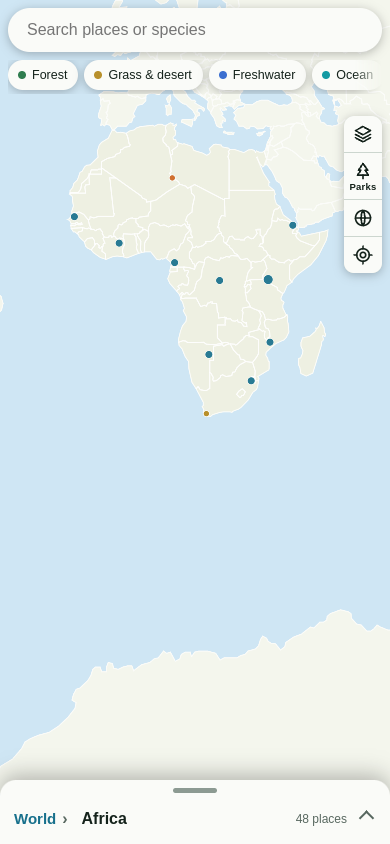 Search places or species
Forest
Grass & desert
Freshwater
Ocean
Parks
World › Africa
48 places